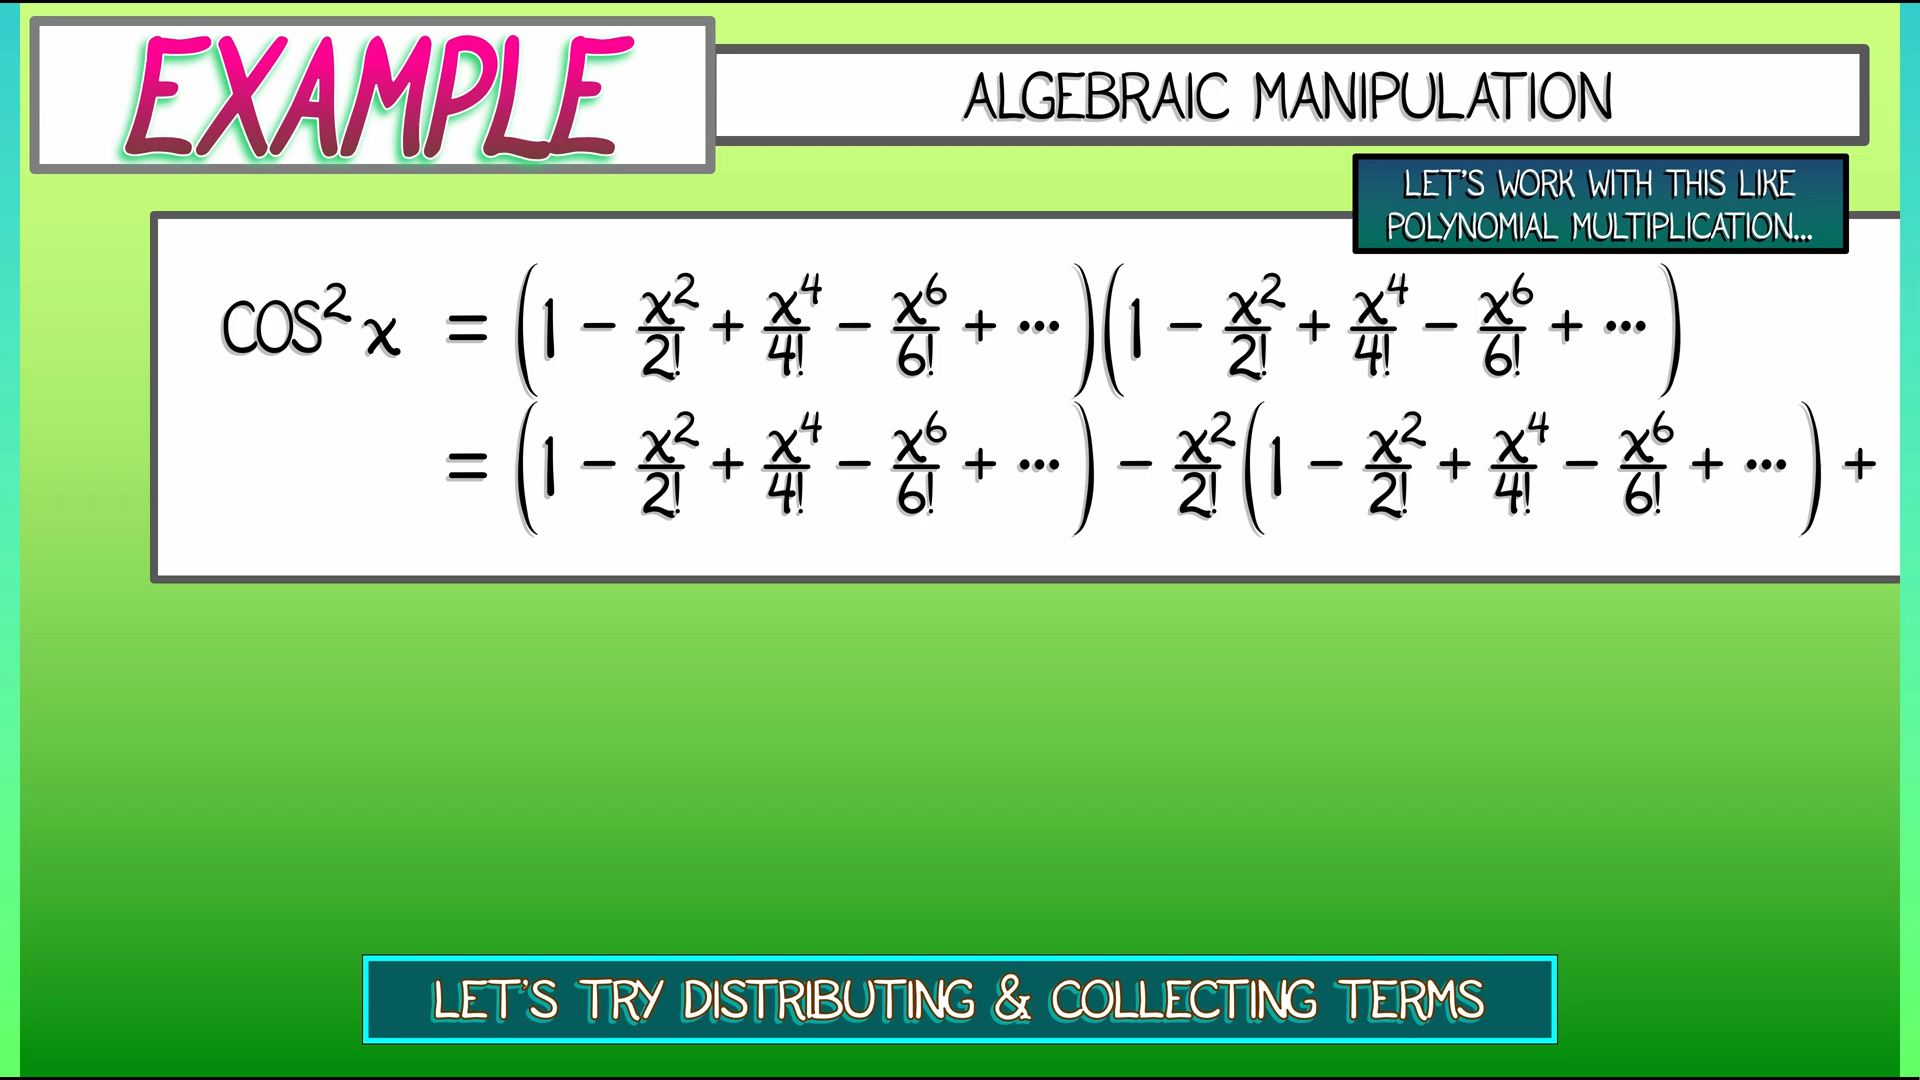 EXAMPLE
ALGEBRAIC MANIPULATION
LET'S WORK WITH THIS LIKE
POLYNOMIAL MULTIPLICATION...
COS² x = (1 − x²/2! + x⁴/4! − x⁶/6! + ⋯)(1 − x²/2! + x⁴/4! − x⁶/6! + ⋯)
= (1 − x²/2! + x⁴/4! − x⁶/6! + ⋯) − x²/2!(1 − x²/2! + x⁴/4! − x⁶/6! + ⋯) +
LET'S TRY DISTRIBUTING & COLLECTING TERMS